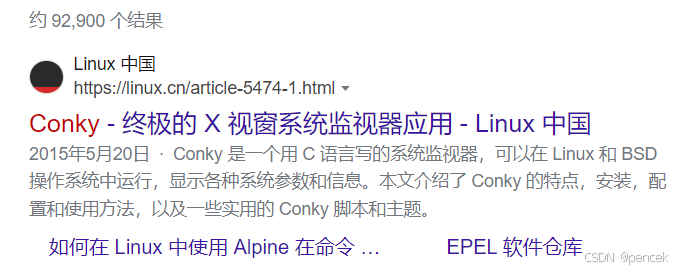 约 92,900 个结果
Linux 中国
https://linux.cn/article-5474-1.html
Conky - 终极的 X 视窗系统监视器应用 - Linux 中国
2015年5月20日 · Conky 是一个用 C 语言写的系统监视器，可以在 Linux 和 BSD
操作系统中运行，显示各种系统参数和信息。本文介绍了 Conky 的特点，安装，配
置和使用方法，以及一些实用的 Conky 脚本和主题。
如何在 Linux 中使用 Alpine 在命令 ... EPEL 软件仓库
CSDN @pencek